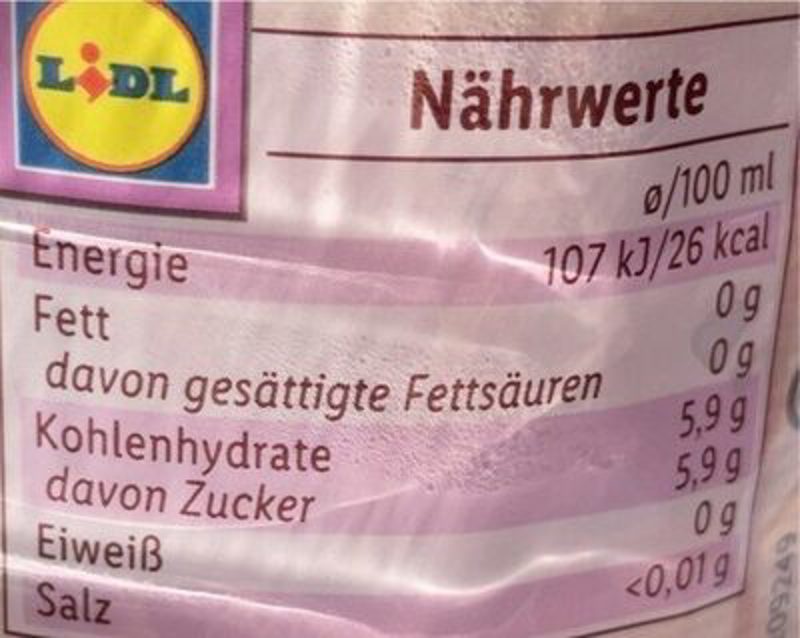 LIDL
Nährwerte
ø/100 ml
Energie 107 kJ/26 kcal
Fett 0 g
davon gesättigte Fettsäuren 0 g
Kohlenhydrate 5,9 g
davon Zucker 5,9 g
Eiweiß 0 g
Salz <0,01 g
09249